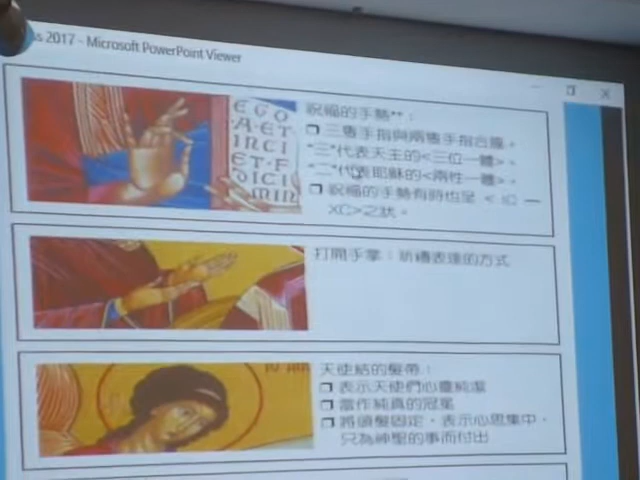 as 2017 - Microsoft PowerPoint Viewer
EGO
·A·ET·
INCI
ET·F
DICI
MIN
祝福的手勢**：
三隻手指與兩隻手指合攏。
"三"代表天主的<三位一體>。
"二"代表耶穌的<兩性一體>。
祝福的手勢有時也呈 < IC —
XC>之狀。
打開手掌：祈禱表達的方式
天使結的髮帶：
表示天使們心靈純潔
當作純真的冠冕
將頭髮固定，表示心思集中，
只為神聖的事而付出